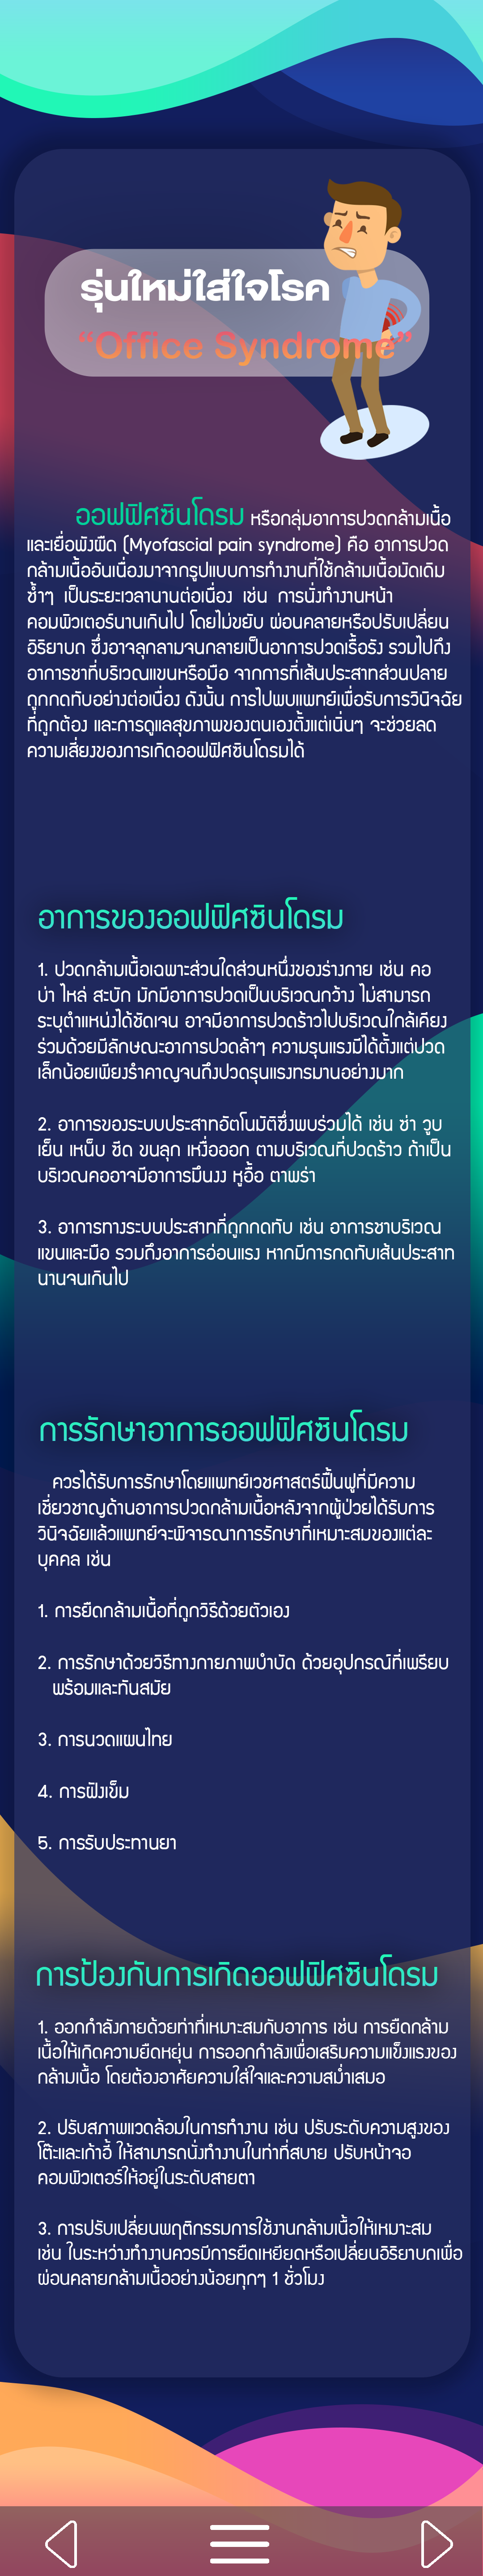 รุ่นใหม่ใส่ใจโรค
“Office Syndrome”
ออฟฟิศซินโดรม หรือกลุ่มอาการปวดกล้ามเนื้อ
และเยื่อพังผืด (Myofascial pain syndrome) คือ อาการปวด
กล้ามเนื้ออันเนื่องมาจากรูปแบบการทำงานที่ใช้กล้ามเนื้อมัดเดิม
ซ้ำๆ เป็นระยะเวลานานต่อเนื่อง เช่น การนั่งทำงานหน้า
คอมพิวเตอร์นานเกินไป โดยไม่ขยับ ผ่อนคลายหรือปรับเปลี่ยน
อิริยาบถ ซึ่งอาจลุกลามจนกลายเป็นอาการปวดเรื้อรัง รวมไปถึง
อาการชาที่บริเวณแขนหรือมือ จากการที่เส้นประสาทส่วนปลาย
ถูกกดทับอย่างต่อเนื่อง ดังนั้น การไปพบแพทย์เพื่อรับการวินิจฉัย
ที่ถูกต้อง และการดูแลสุขภาพของตนเองตั้งแต่เนิ่นๆ จะช่วยลด
ความเสี่ยงของการเกิดออฟฟิศซินโดรมได้
อาการของออฟฟิศซินโดรม
1. ปวดกล้ามเนื้อเฉพาะส่วนใดส่วนหนึ่งของร่างกาย เช่น คอ
บ่า ไหล่ สะบัก มักมีอาการปวดเป็นบริเวณกว้าง ไม่สามารถ
ระบุตำแหน่งได้ชัดเจน อาจมีอาการปวดร้าวไปบริเวณใกล้เคียง
ร่วมด้วยมีลักษณะอาการปวดล้าๆ ความรุนแรงมีได้ตั้งแต่ปวด
เล็กน้อยเพียงรำคาญจนถึงปวดรุนแรงทรมานอย่างมาก
2. อาการของระบบประสาทอัตโนมัติซึ่งพบร่วมได้ เช่น ซ่า วูบ
เย็น เหน็บ ซีด ขนลุก เหงื่อออก ตามบริเวณที่ปวดร้าว ถ้าเป็น
บริเวณคออาจมีอาการมึนงง หูอื้อ ตาพร่า
3. อาการทางระบบประสาทที่ถูกกดทับ เช่น อาการชาบริเวณ
แขนและมือ รวมถึงอาการอ่อนแรง หากมีการกดทับเส้นประสาท
นานจนเกินไป
การรักษาอาการออฟฟิศซินโดรม
ควรได้รับการรักษาโดยแพทย์เวชศาสตร์ฟื้นฟูที่มีความ
เชี่ยวชาญด้านอาการปวดกล้ามเนื้อหลังจากผู้ป่วยได้รับการ
วินิจฉัยแล้วแพทย์จะพิจารณาการรักษาที่เหมาะสมของแต่ละ
บุคคล เช่น
1. การยืดกล้ามเนื้อที่ถูกวิธีด้วยตัวเอง
2. การรักษาด้วยวิธีทางกายภาพบำบัด ด้วยอุปกรณ์ที่เพรียบ
พร้อมและทันสมัย
3. การนวดแผนไทย
4. การฝังเข็ม
5. การรับประทานยา
การป้องกันการเกิดออฟฟิศซินโดรม
1. ออกกำลังกายด้วยท่าที่เหมาะสมกับอาการ เช่น การยืดกล้าม
เนื้อให้เกิดความยืดหยุ่น การออกกำลังเพื่อเสริมความแข็งแรงของ
กล้ามเนื้อ โดยต้องอาศัยความใส่ใจและความสม่ำเสมอ
2. ปรับสภาพแวดล้อมในการทำงาน เช่น ปรับระดับความสูงของ
โต๊ะและเก้าอี้ ให้สามารถนั่งทำงานในท่าที่สบาย ปรับหน้าจอ
คอมพิวเตอร์ให้อยู่ในระดับสายตา
3. การปรับเปลี่ยนพฤติกรรมการใช้งานกล้ามเนื้อให้เหมาะสม
เช่น ในระหว่างทำงานควรมีการยืดเหยียดหรือเปลี่ยนอิริยาบถเพื่อ
ผ่อนคลายกล้ามเนื้ออย่างน้อยทุกๆ 1 ชั่วโมง